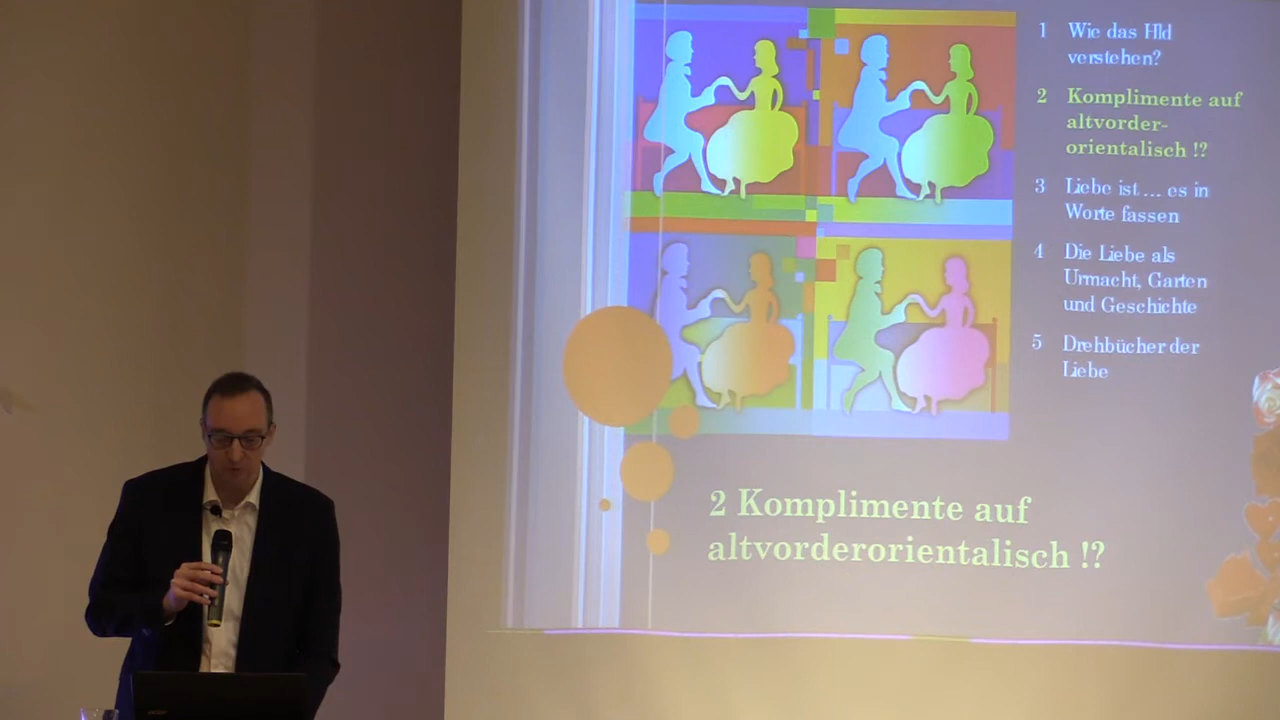 1 Wie das Hld
verstehen?
2 Komplimente auf
altvorder-
orientalisch !?
3 Liebe ist ... es in
Worte fassen
4 Die Liebe als
Urmacht, Garten
und Geschichte
5 Drehbücher der
Liebe
2 Komplimente auf
altvorderorientalisch !?